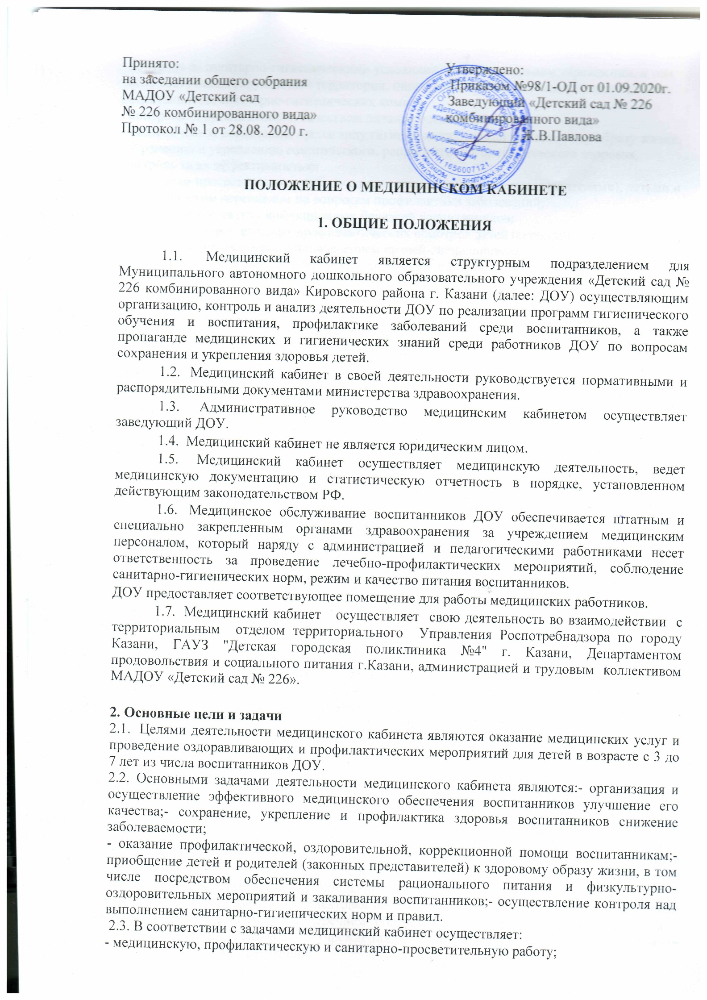 Принято:
на заседании общего собрания
МАДОУ «Детский сад
№ 226 комбинированного вида»
Протокол № 1 от 28.08. 2020 г.
Утверждено:
Приказом №98/1-ОД от 01.09.2020г.
Заведующий «Детский сад № 226
комбинированного вида»
____________Ж.В.Павлова
«Детский сад № 226
комбинированного
вида»
Кировского района
г.Казани
ИНН 1656007121
ПОЛОЖЕНИЕ О МЕДИЦИНСКОМ КАБИНЕТЕ
1. ОБЩИЕ ПОЛОЖЕНИЯ
1.1. Медицинский кабинет является структурным подразделением для
Муниципального автономного дошкольного образовательного учреждения «Детский сад №
226 комбинированного вида» Кировского района г. Казани (далее: ДОУ) осуществляющим
организацию, контроль и анализ деятельности ДОУ по реализации программ гигиенического
обучения и воспитания, профилактике заболеваний среди воспитанников, а также
пропаганде медицинских и гигиенических знаний среди работников ДОУ по вопросам
сохранения и укрепления здоровья детей.
1.2. Медицинский кабинет в своей деятельности руководствуется нормативными и
распорядительными документами министерства здравоохранения.
1.3. Административное руководство медицинским кабинетом осуществляет
заведующий ДОУ.
1.4. Медицинский кабинет не является юридическим лицом.
1.5. Медицинский кабинет осуществляет медицинскую деятельность, ведет
медицинскую документацию и статистическую отчетность в порядке, установленном
действующим законодательством РФ.
1.6. Медицинское обслуживание воспитанников ДОУ обеспечивается штатным и
специально закрепленным органами здравоохранения за учреждением медицинским
персоналом, который наряду с администрацией и педагогическими работниками несет
ответственность за проведение лечебно-профилактических мероприятий, соблюдение
санитарно-гигиенических норм, режим и качество питания воспитанников.
ДОУ предоставляет соответствующее помещение для работы медицинских работников.
1.7. Медицинский кабинет осуществляет свою деятельность во взаимодействии с
территориальным отделом территориального Управления Роспотребнадзора по городу
Казани, ГАУЗ "Детская городская поликлиника №4" г. Казани, Департаментом
продовольствия и социального питания г.Казани, администрацией и трудовым коллективом
МАДОУ «Детский сад № 226».
2. Основные цели и задачи
2.1. Целями деятельности медицинского кабинета являются оказание медицинских услуг и
проведение оздоравливающих и профилактических мероприятий для детей в возрасте с 3 до
7 лет из числа воспитанников ДОУ.
2.2. Основными задачами деятельности медицинского кабинета являются:- организация и
осуществление эффективного медицинского обеспечения воспитанников улучшение его
качества;- сохранение, укрепление и профилактика здоровья воспитанников снижение
заболеваемости;
- оказание профилактической, оздоровительной, коррекционной помощи воспитанникам;-
приобщение детей и родителей (законных представителей) к здоровому образу жизни, в том
числе посредством обеспечения системы рационального питания и физкультурно-
оздоровительных мероприятий и закаливания воспитанников;- осуществление контроля над
выполнением санитарно-гигиенических норм и правил.
2.3. В соответствии с задачами медицинский кабинет осуществляет:
- медицинскую, профилактическую и санитарно-просветительную работу;